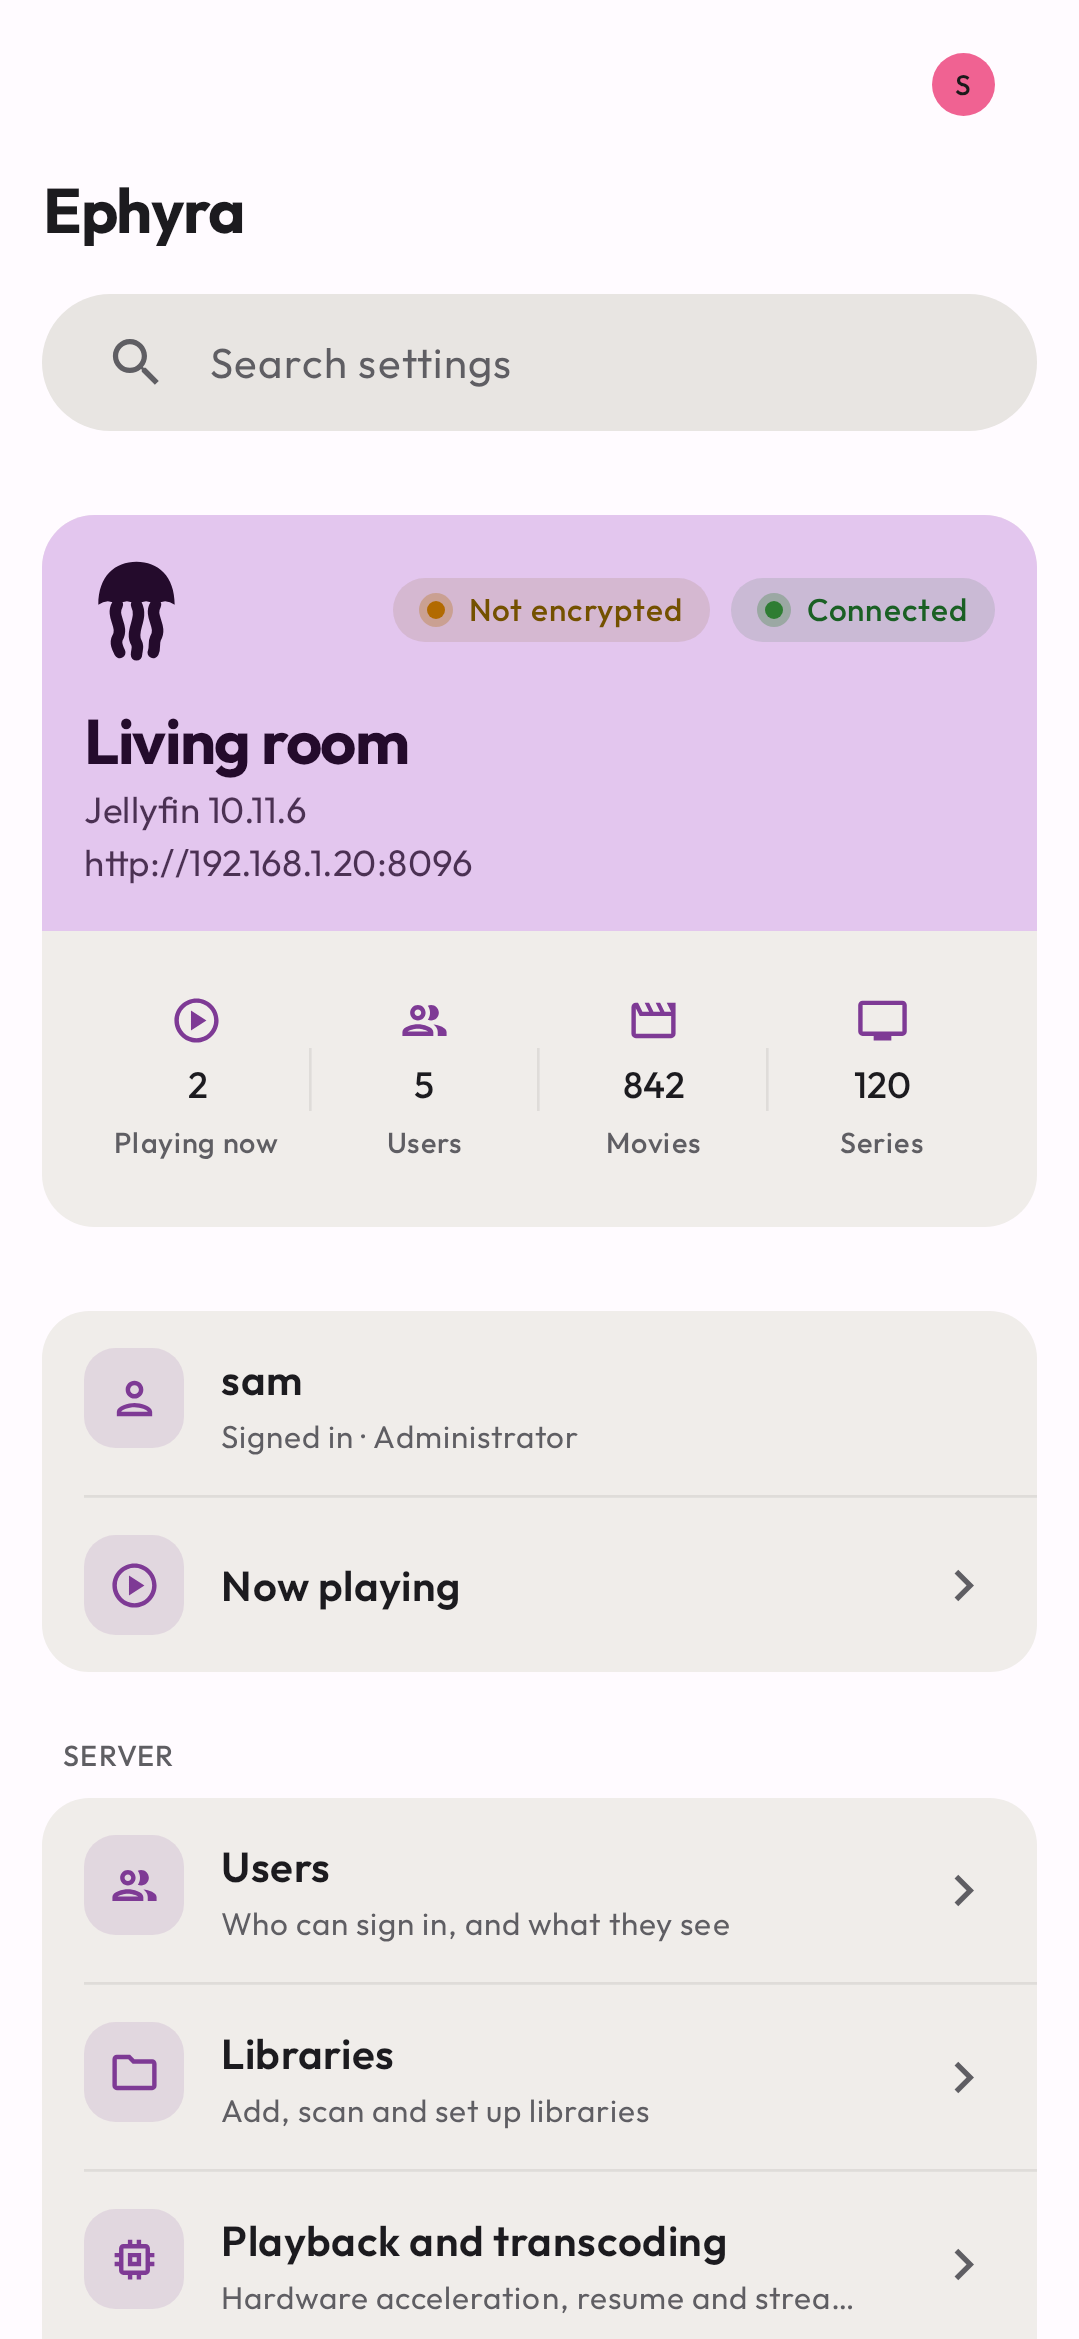 S
Ephyra
Search settings
Not encrypted
Connected
Living room
Jellyfin 10.11.6
http://192.168.1.20:8096
2
5
842
120
Playing now
Users
Movies
Series
sam
Signed in · Administrator
Now playing
SERVER
Users
Who can sign in, and what they see
Libraries
Add, scan and set up libraries
Playback and transcoding
Hardware acceleration, resume and strea…